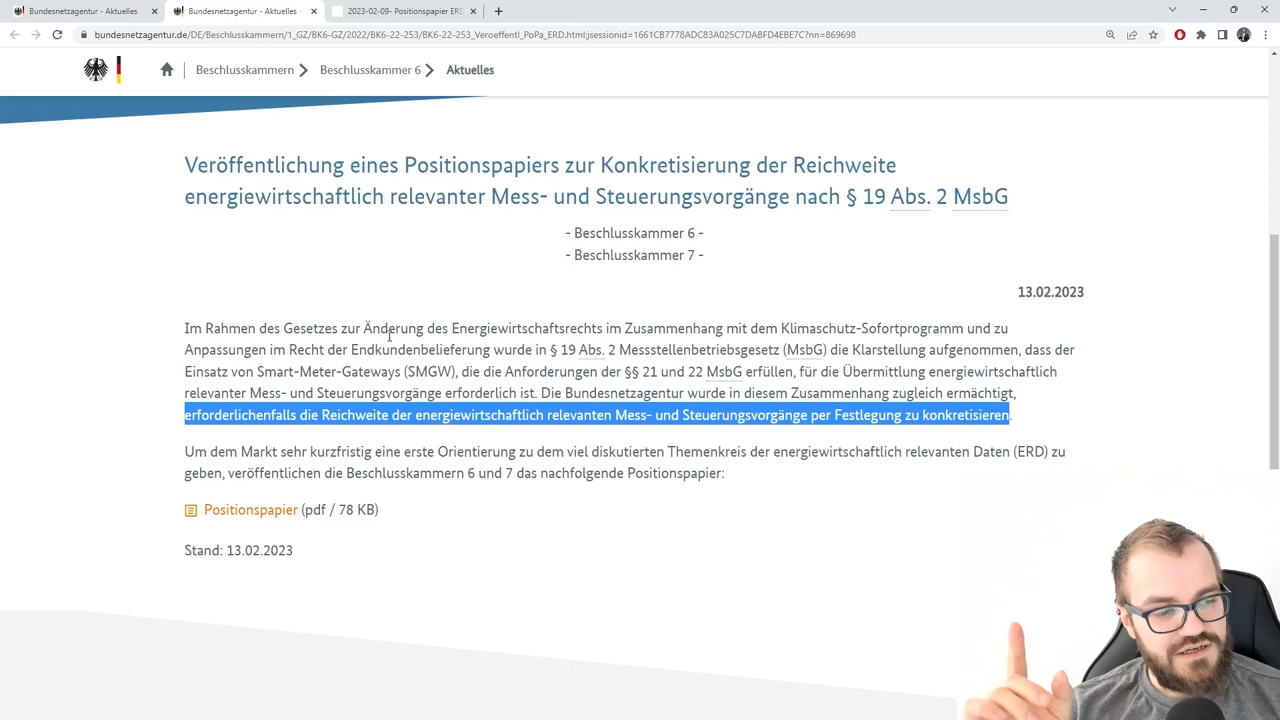 Bundesnetzagentur - Aktuelles
Bundesnetzagentur - Aktuelles -
2023-02-09- Positionspapier ERD
bundesnetzagentur.de/DE/Beschlusskammern/1_GZ/BK6-GZ/2022/BK6-22-253/BK6-22-253_Veroeffentl_PoPa_ERD.html;jsessionid=1661CB7778ADC83A025C7DABFD4EBE7C?nn=869698
Beschlusskammern
Beschlusskammer 6
Aktuelles
Veröffentlichung eines Positionspapiers zur Konkretisierung der Reichweite
energiewirtschaftlich relevanter Mess- und Steuerungsvorgänge nach § 19 Abs. 2 MsbG
- Beschlusskammer 6 -
- Beschlusskammer 7 -
13.02.2023
Im Rahmen des Gesetzes zur Änderung des Energiewirtschaftsrechts im Zusammenhang mit dem Klimaschutz-Sofortprogramm und zu
Anpassungen im Recht der Endkundenbelieferung wurde in § 19 Abs. 2 Messstellenbetriebsgesetz (MsbG) die Klarstellung aufgenommen, dass der
Einsatz von Smart-Meter-Gateways (SMGW), die die Anforderungen der §§ 21 und 22 MsbG erfüllen, für die Übermittlung energiewirtschaftlich
relevanter Mess- und Steuerungsvorgänge erforderlich ist. Die Bundesnetzagentur wurde in diesem Zusammenhang zugleich ermächtigt,
erforderlichenfalls die Reichweite der energiewirtschaftlich relevanten Mess- und Steuerungsvorgänge per Festlegung zu konkretisieren.
Um dem Markt sehr kurzfristig eine erste Orientierung zu dem viel diskutierten Themenkreis der energiewirtschaftlich relevanten Daten (ERD) zu
geben, veröffentlichen die Beschlusskammern 6 und 7 das nachfolgende Positionspapier:
Positionspapier (pdf / 78 KB)
Stand: 13.02.2023